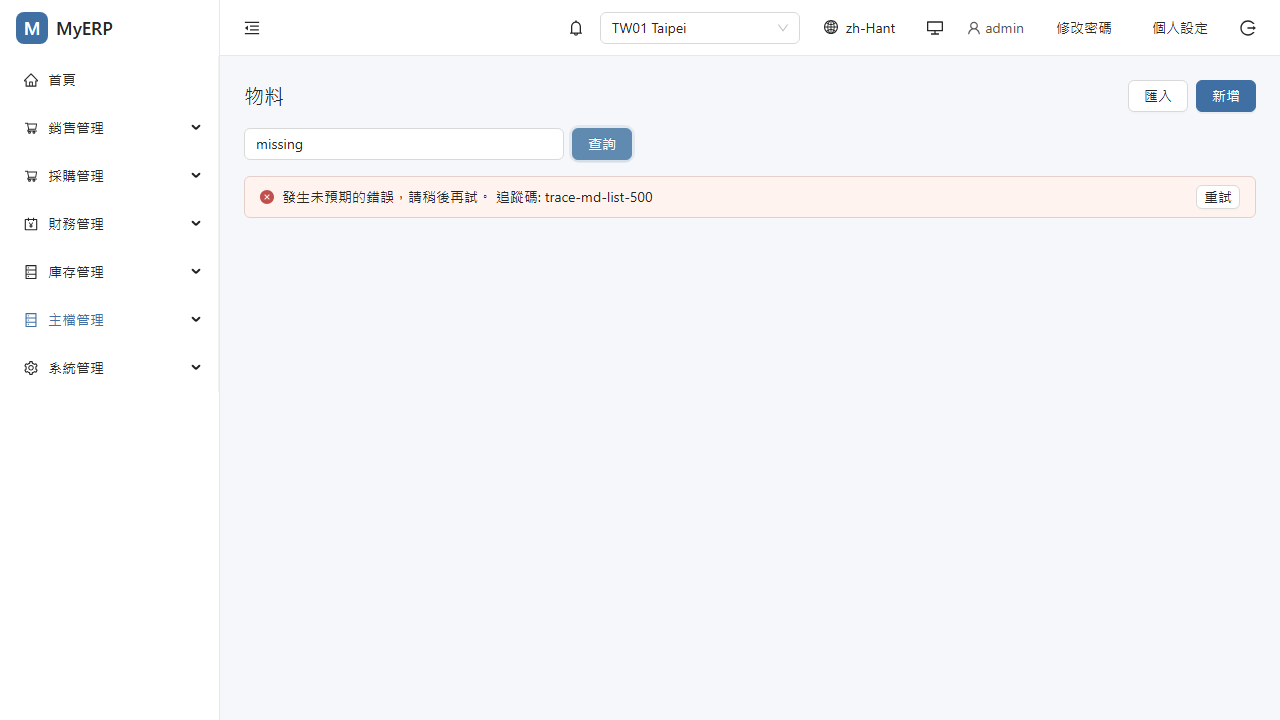 M MyERP
TW01 Taipei
zh-Hant
admin
修改密碼
個人設定
首頁
銷售管理
採購管理
財務管理
庫存管理
主檔管理
系統管理
物料
匯入
新增
missing
查詢
發生未預期的錯誤，請稍後再試。 追蹤碼: trace-md-list-500
重試